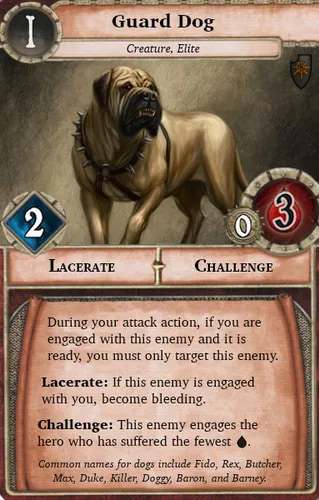 I
Guard Dog
Creature, Elite
2
0
3
Lacerate
Challenge
During your attack action, if you are
engaged with this enemy and it is
ready, you must only target this enemy.
Lacerate: If this enemy is engaged
with you, become bleeding.
Challenge: This enemy engages the
hero who has suffered the fewest .
Common names for dogs include Fido, Rex, Butcher,
Max, Duke, Killer, Doggy, Baron, and Barney.